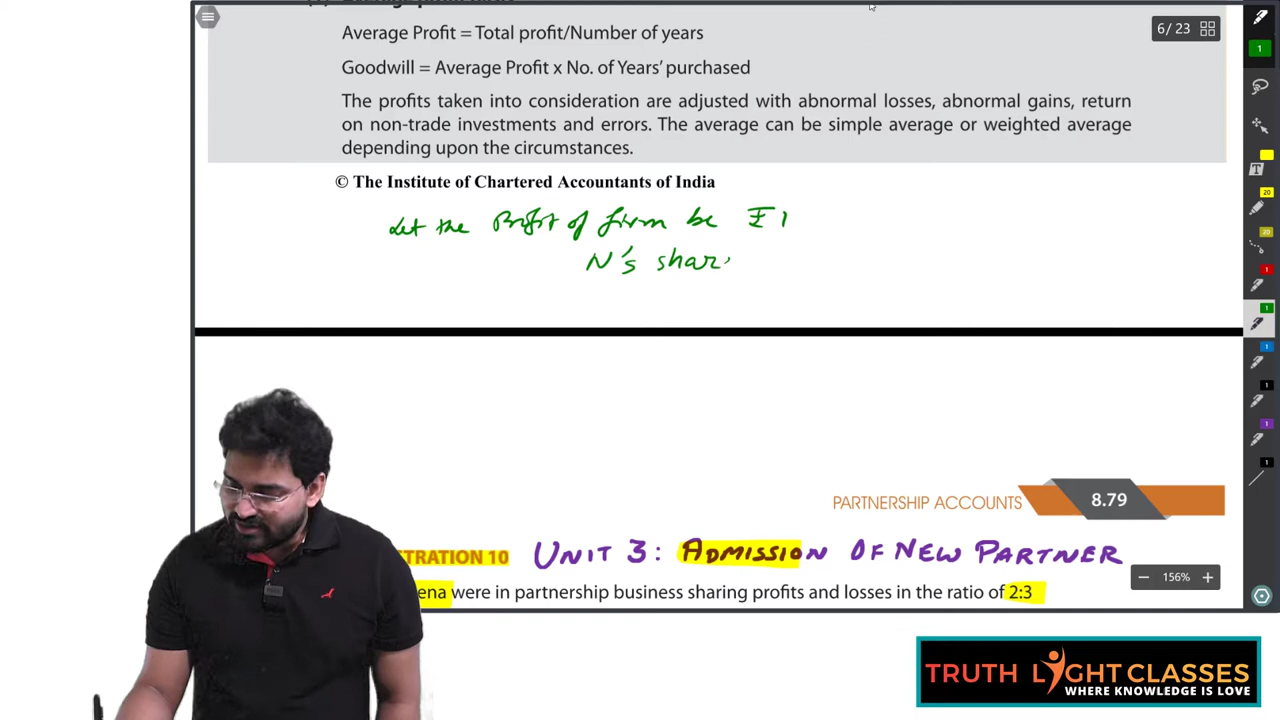 6 / 23
Average Profit = Total profit/Number of years
Goodwill = Average Profit x No. of Years' purchased
The profits taken into consideration are adjusted with abnormal losses, abnormal gains, return
on non-trade investments and errors. The average can be simple average or weighted average
depending upon the circumstances.
© The Institute of Chartered Accountants of India
Let the Profit of firm be ₹1
N's shar
PARTNERSHIP ACCOUNTS 8.79
STRATION 10 UNIT 3: ADMISSION OF NEW PARTNER
156%
ena were in partnership business sharing profits and losses in the ratio of 2:3
TRUTH LIGHT CLASSES
WHERE KNOWLEDGE IS LOVE